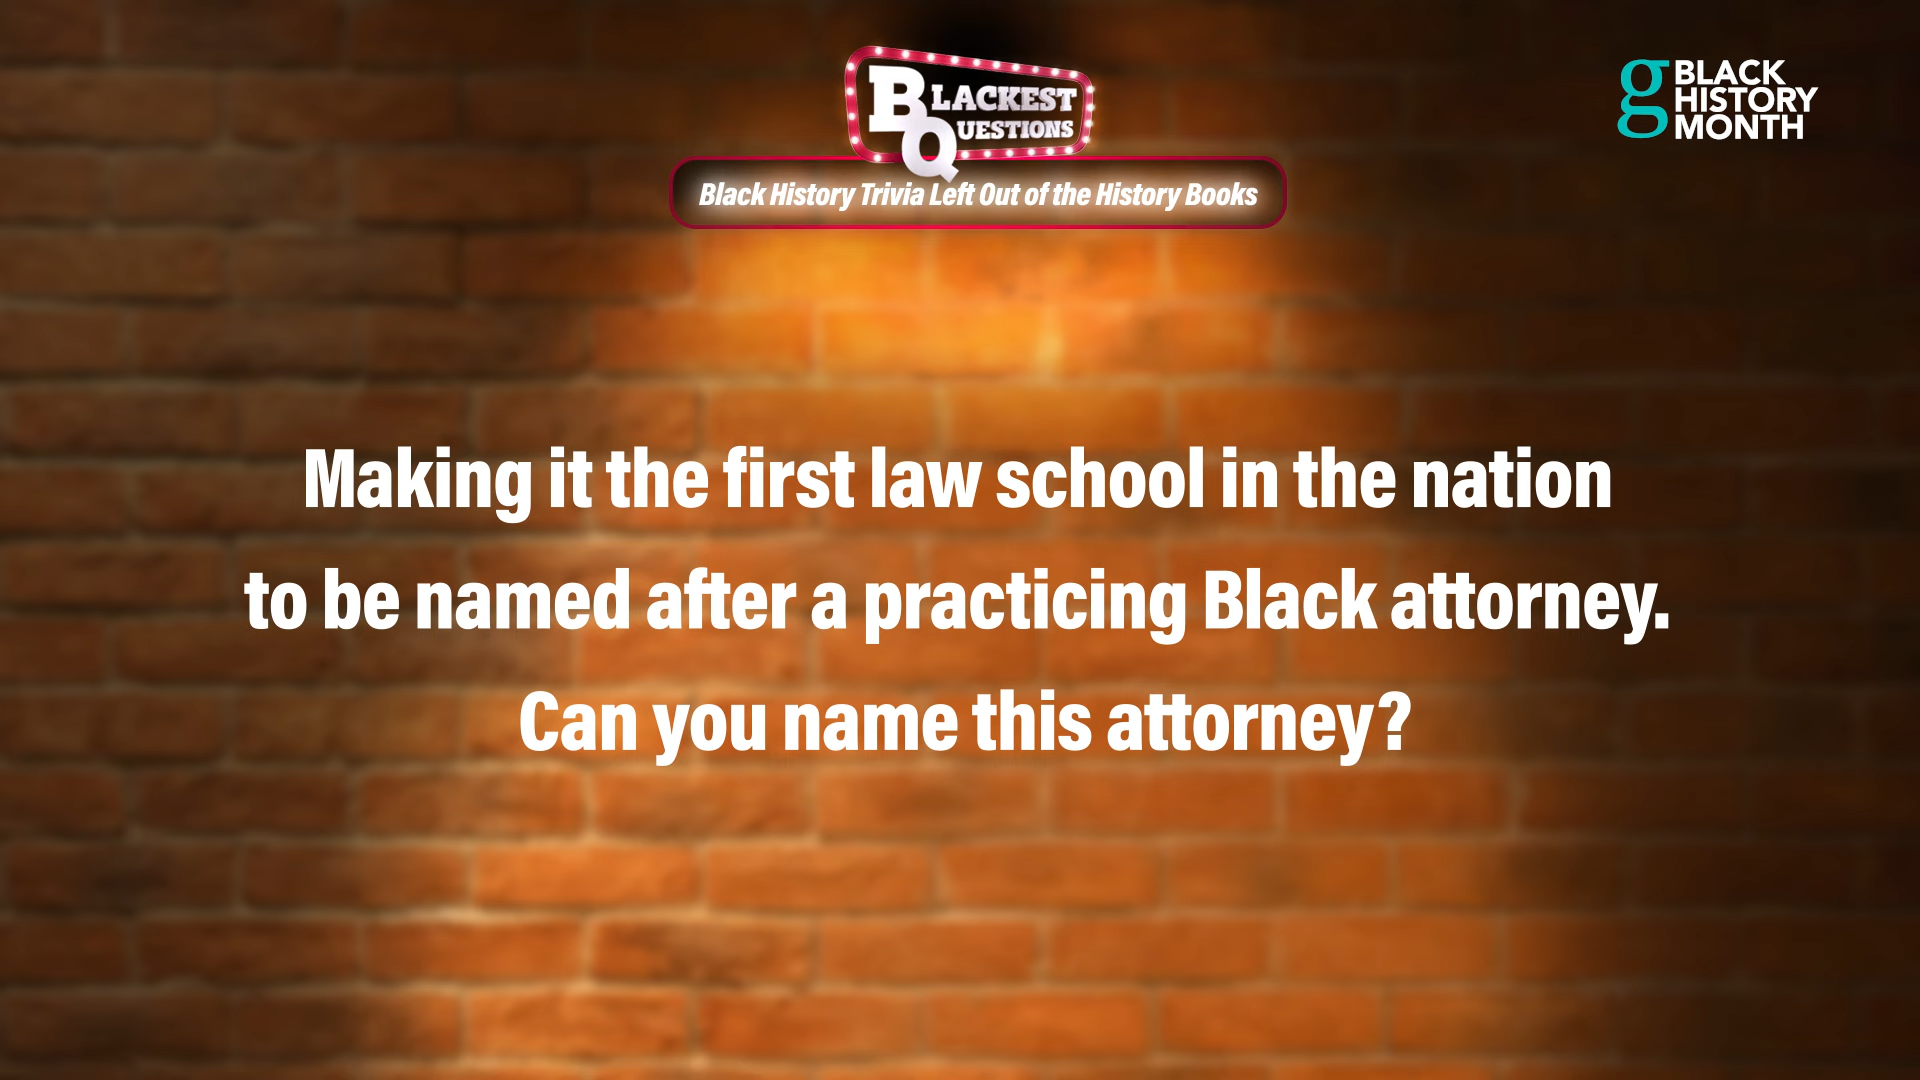 BLACKEST
QUESTIONS
Black History Trivia Left Out of the History Books
g BLACK
HISTORY
MONTH
Making it the first law school in the nation
to be named after a practicing Black attorney.
Can you name this attorney?